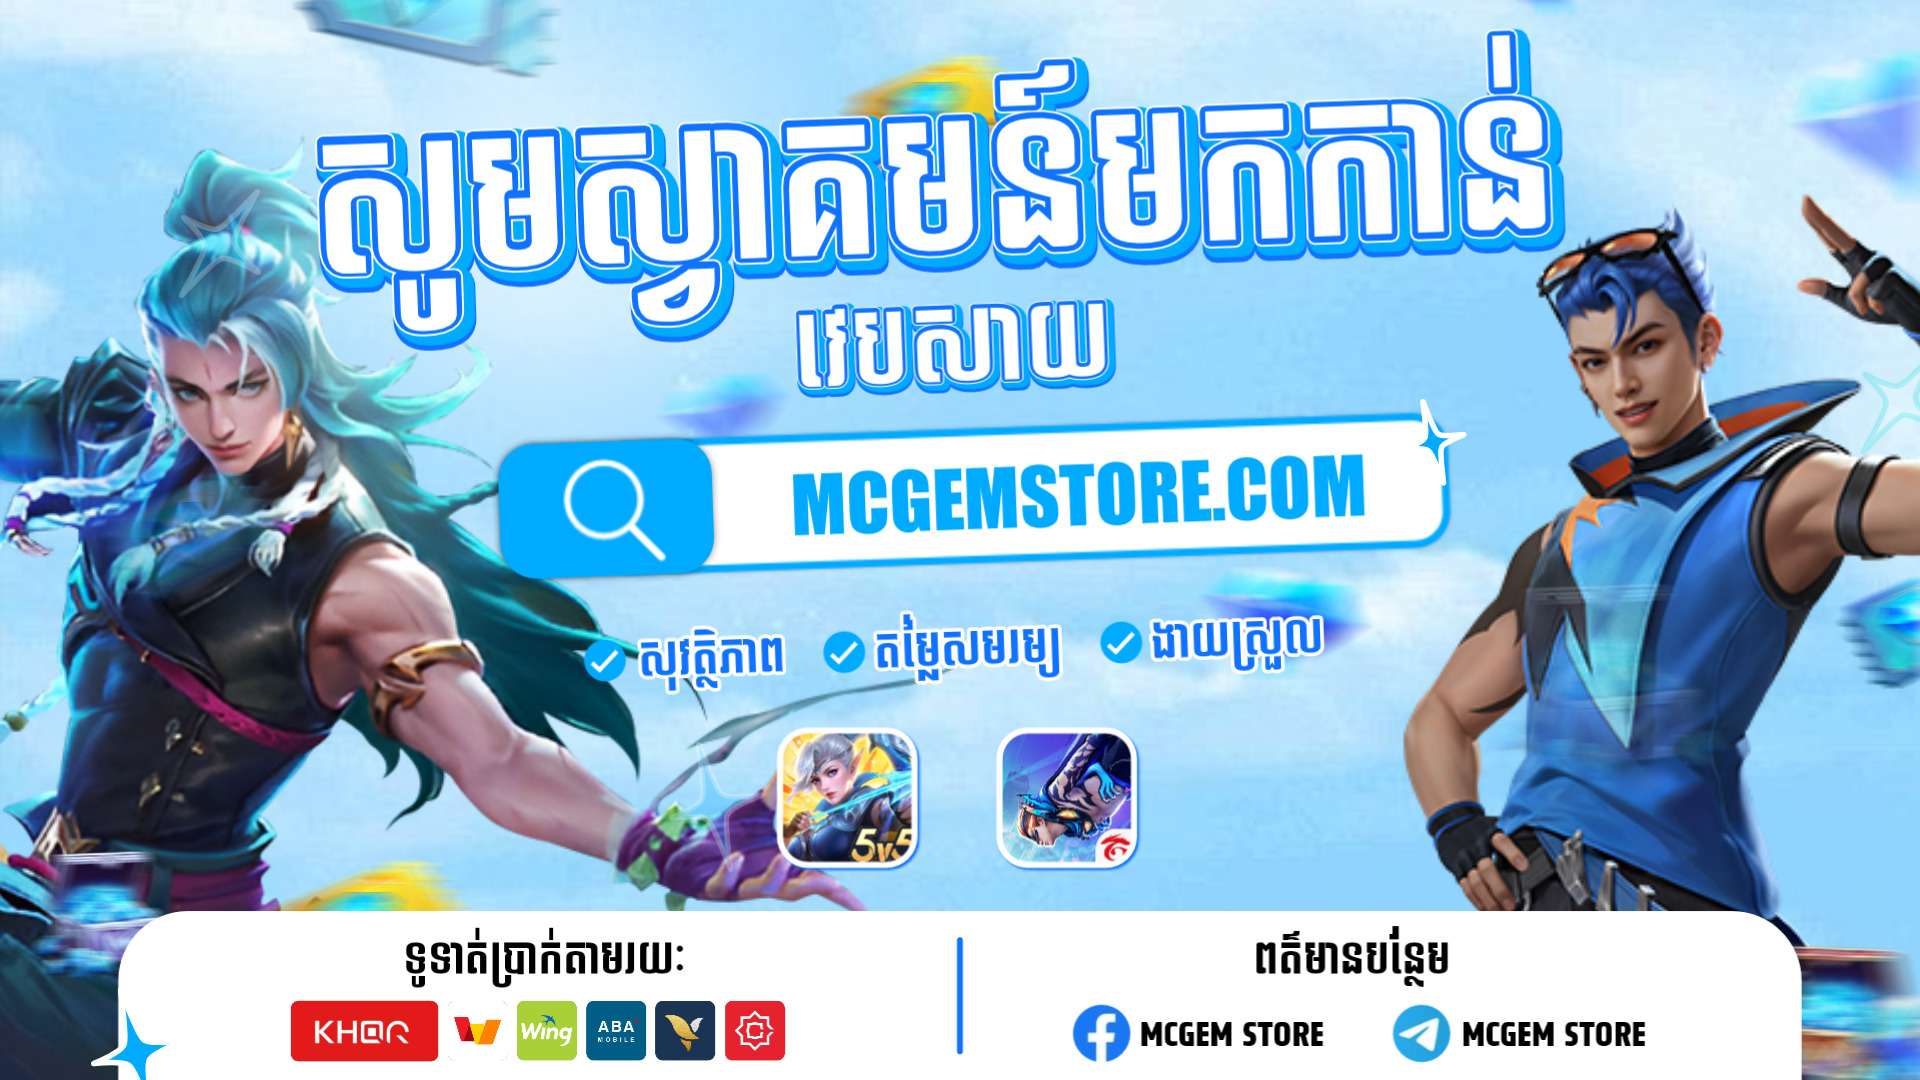 សូមស្វាគមន៍មកកាន់
វេបសាយ
MCGEMSTORE.COM
សុវត្ថិភាព តម្លៃសមរម្យ ងាយស្រួល
5v5
ទូទាត់ប្រាក់តាមរយៈ
ពត៌មានបន្ថែម
KHQR Wing ABA' MOBILE
MCGEM STORE MCGEM STORE